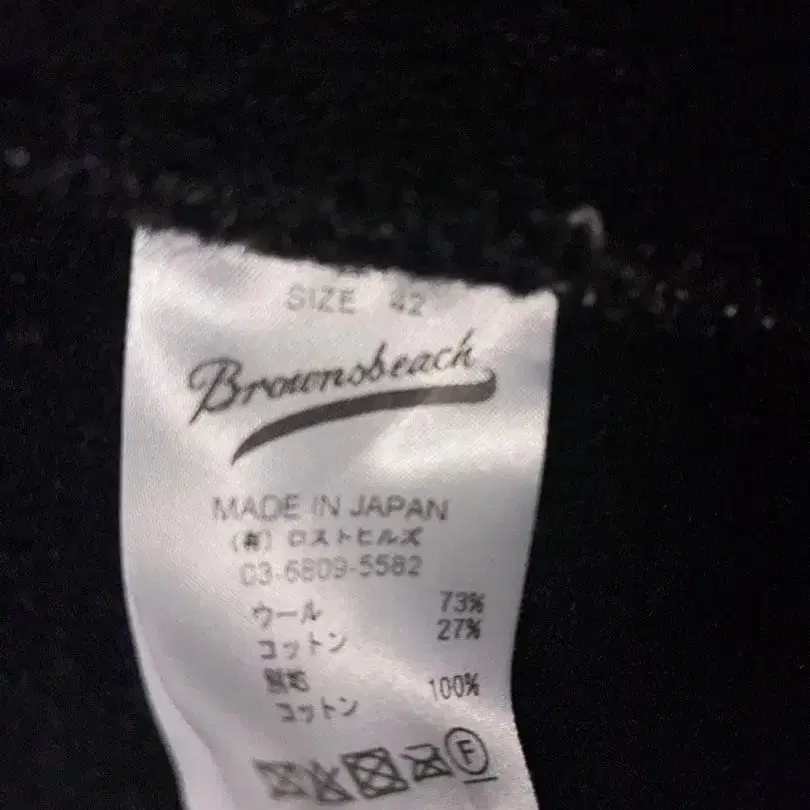 SIZE 42
Brownsbeach
MADE IN JAPAN
(有) ロストヒルズ
03-6809-5582
ウール 73%
コットン 27%
コットン 100%
F